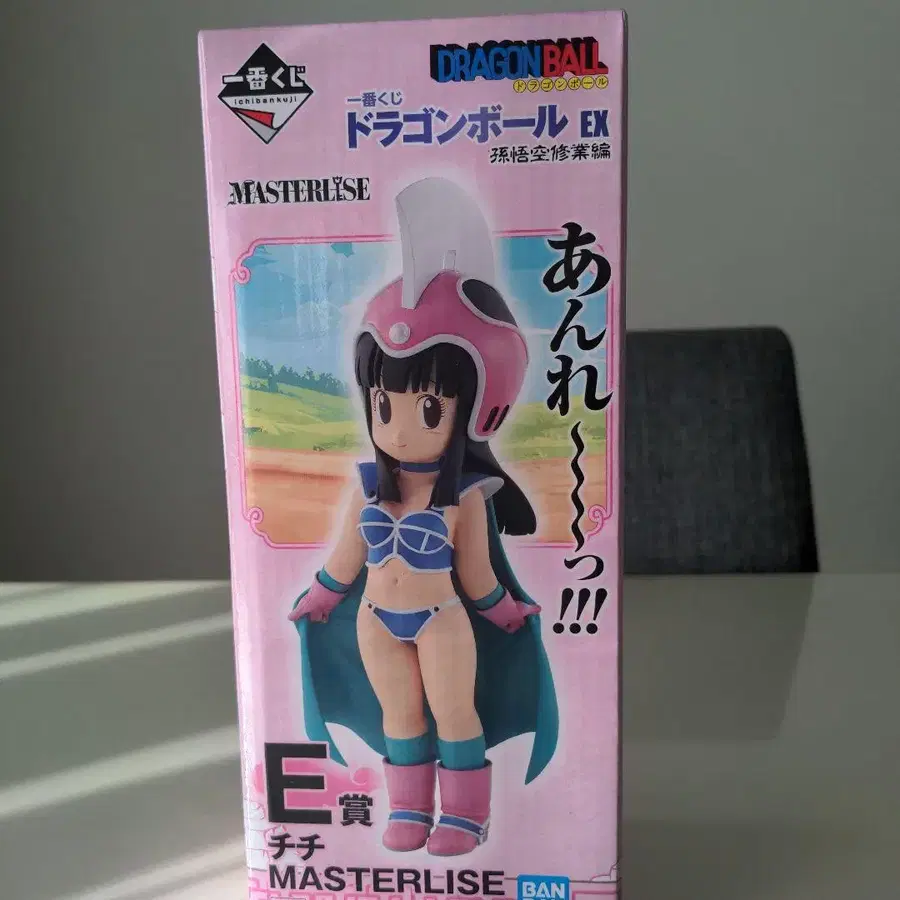 一番くじ
ichibankuji
DRAGON BALL
ドラゴンボール
一番くじ
ドラゴンボール EX
孫悟空修業編
MASTERLISE
あんれ〜〜〜っ!!!
E賞
チチ
MASTERLISE
BAN